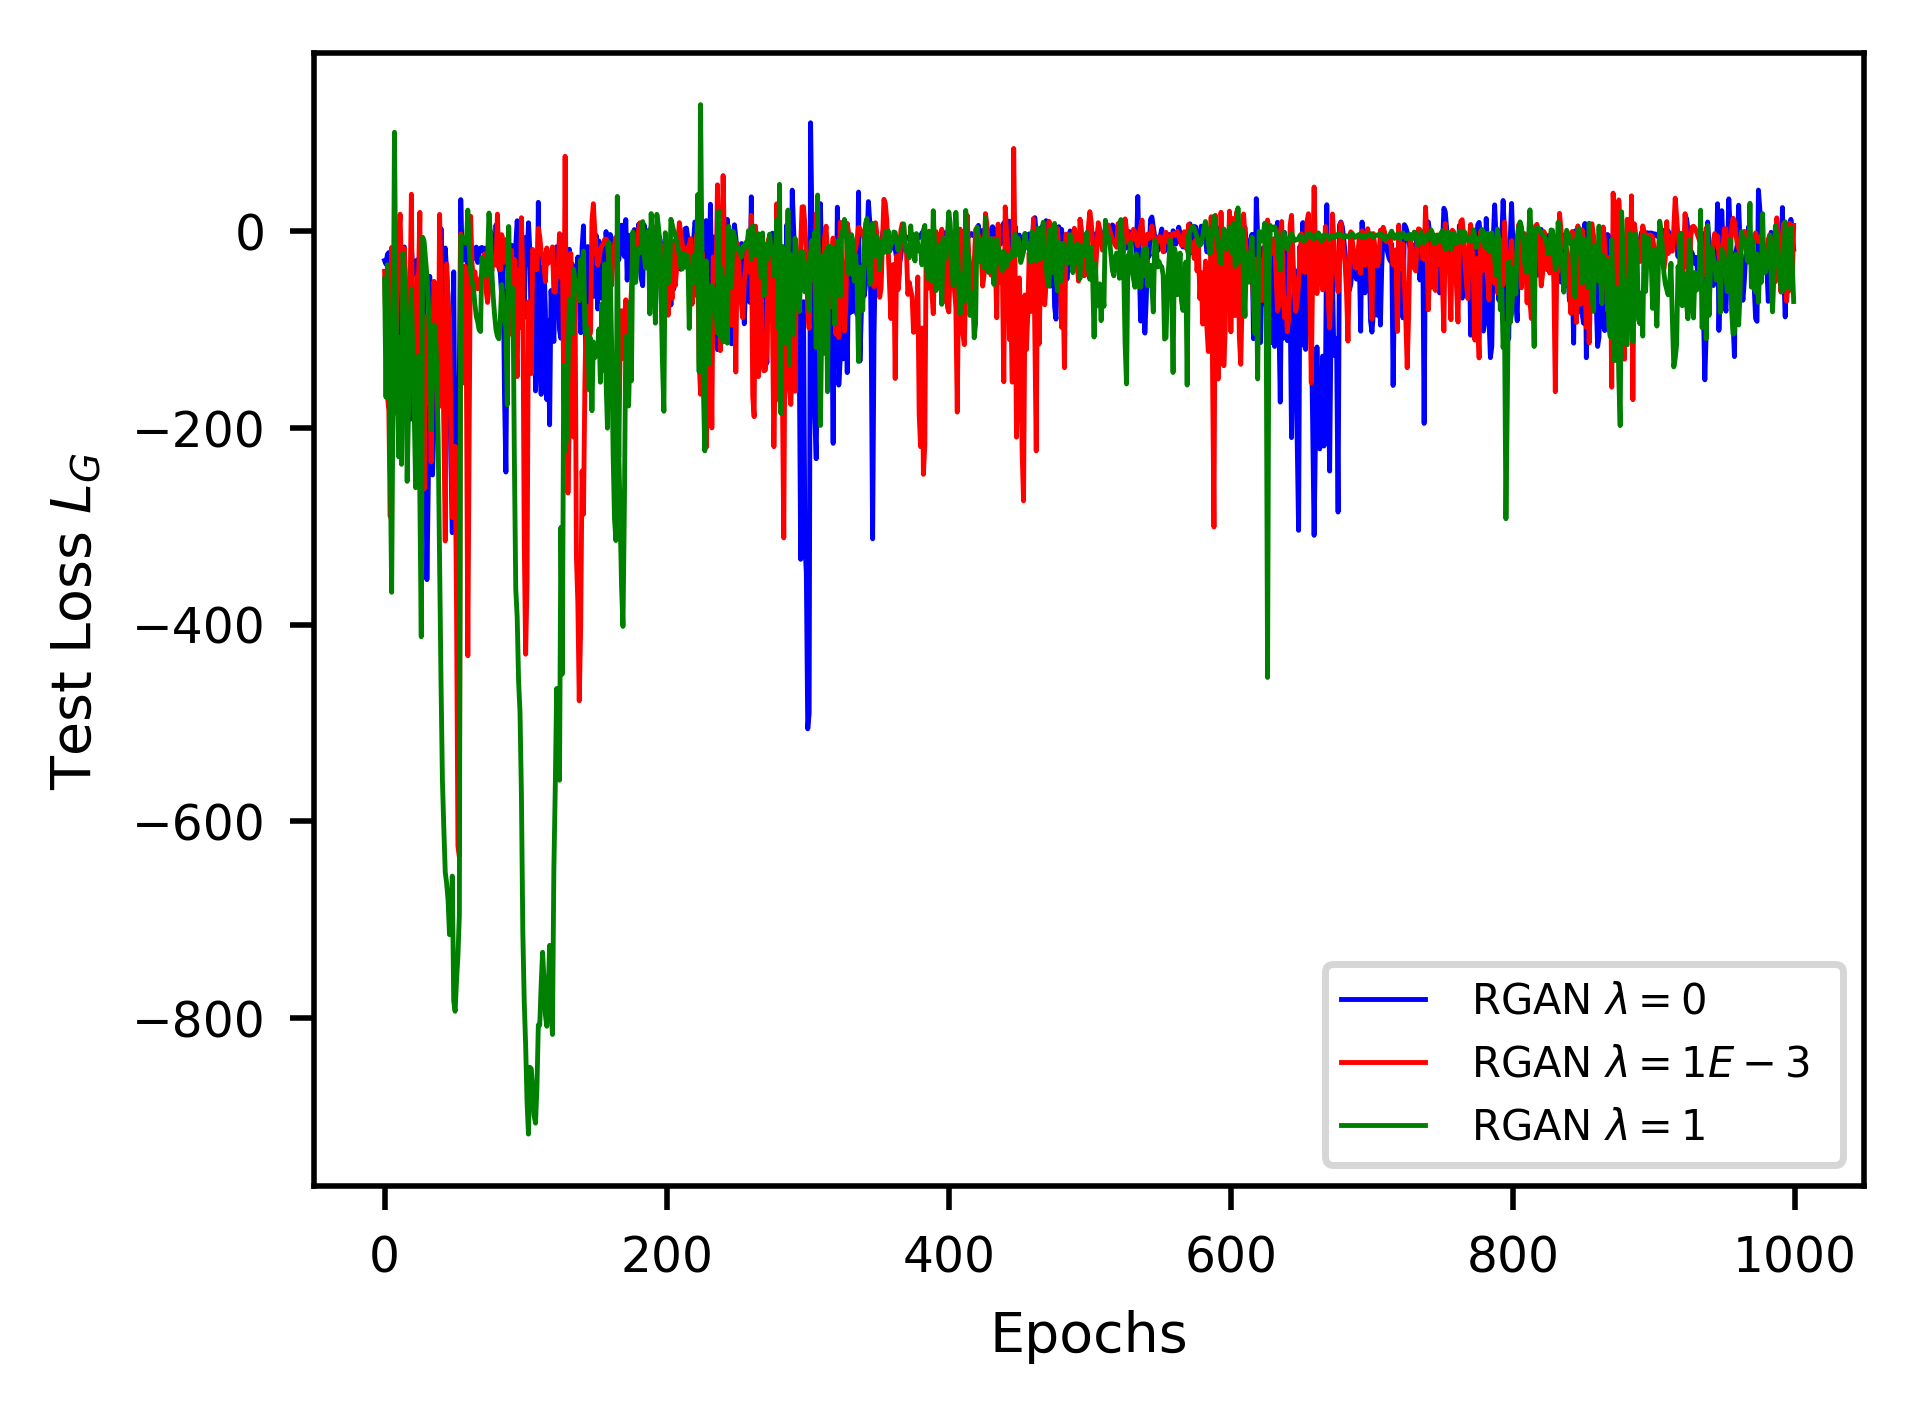 0
−200
−400
−600
−800
Test Loss L_G
0 200 400 600 800 1000
Epochs
RGAN λ = 0
RGAN λ = 1E − 3
RGAN λ = 1